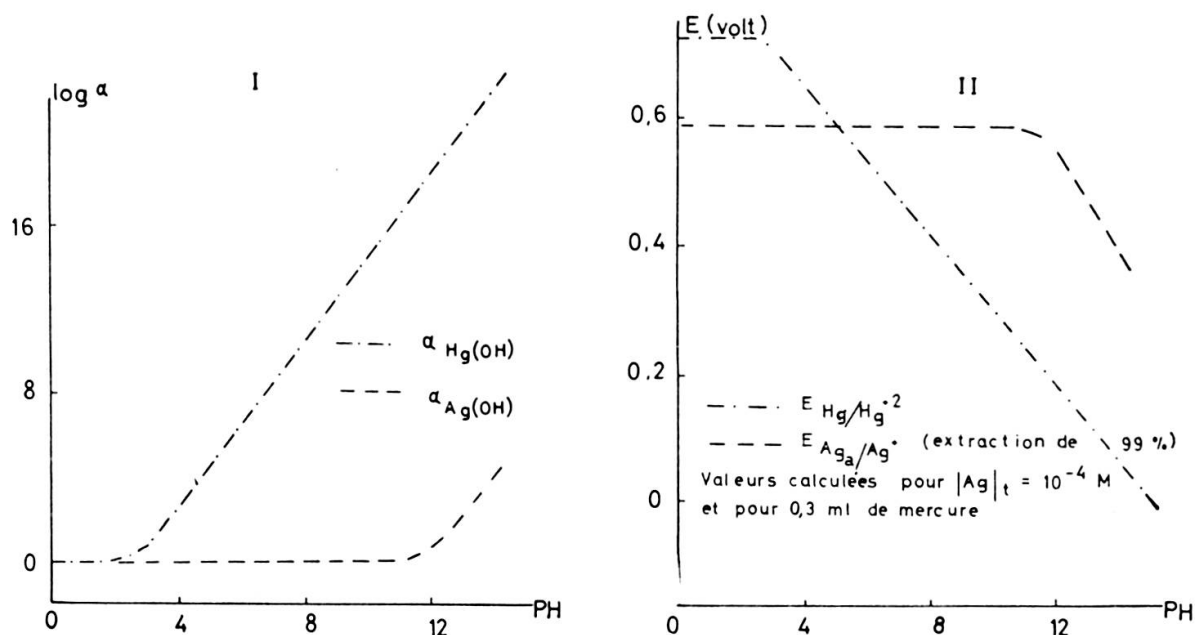 I
log α
16
8
0
0 4 8 12 PH
α Hg(OH)
α Ag(OH)
II
E (volt)
0,6
0,4
0,2
0
0 4 8 12 PH
E Hg/Hg+2
E Aga/Ag+ (extraction de 99 %)
Valeurs calculées pour |Ag|t = 10-4 M
et pour 0,3 ml de mercure